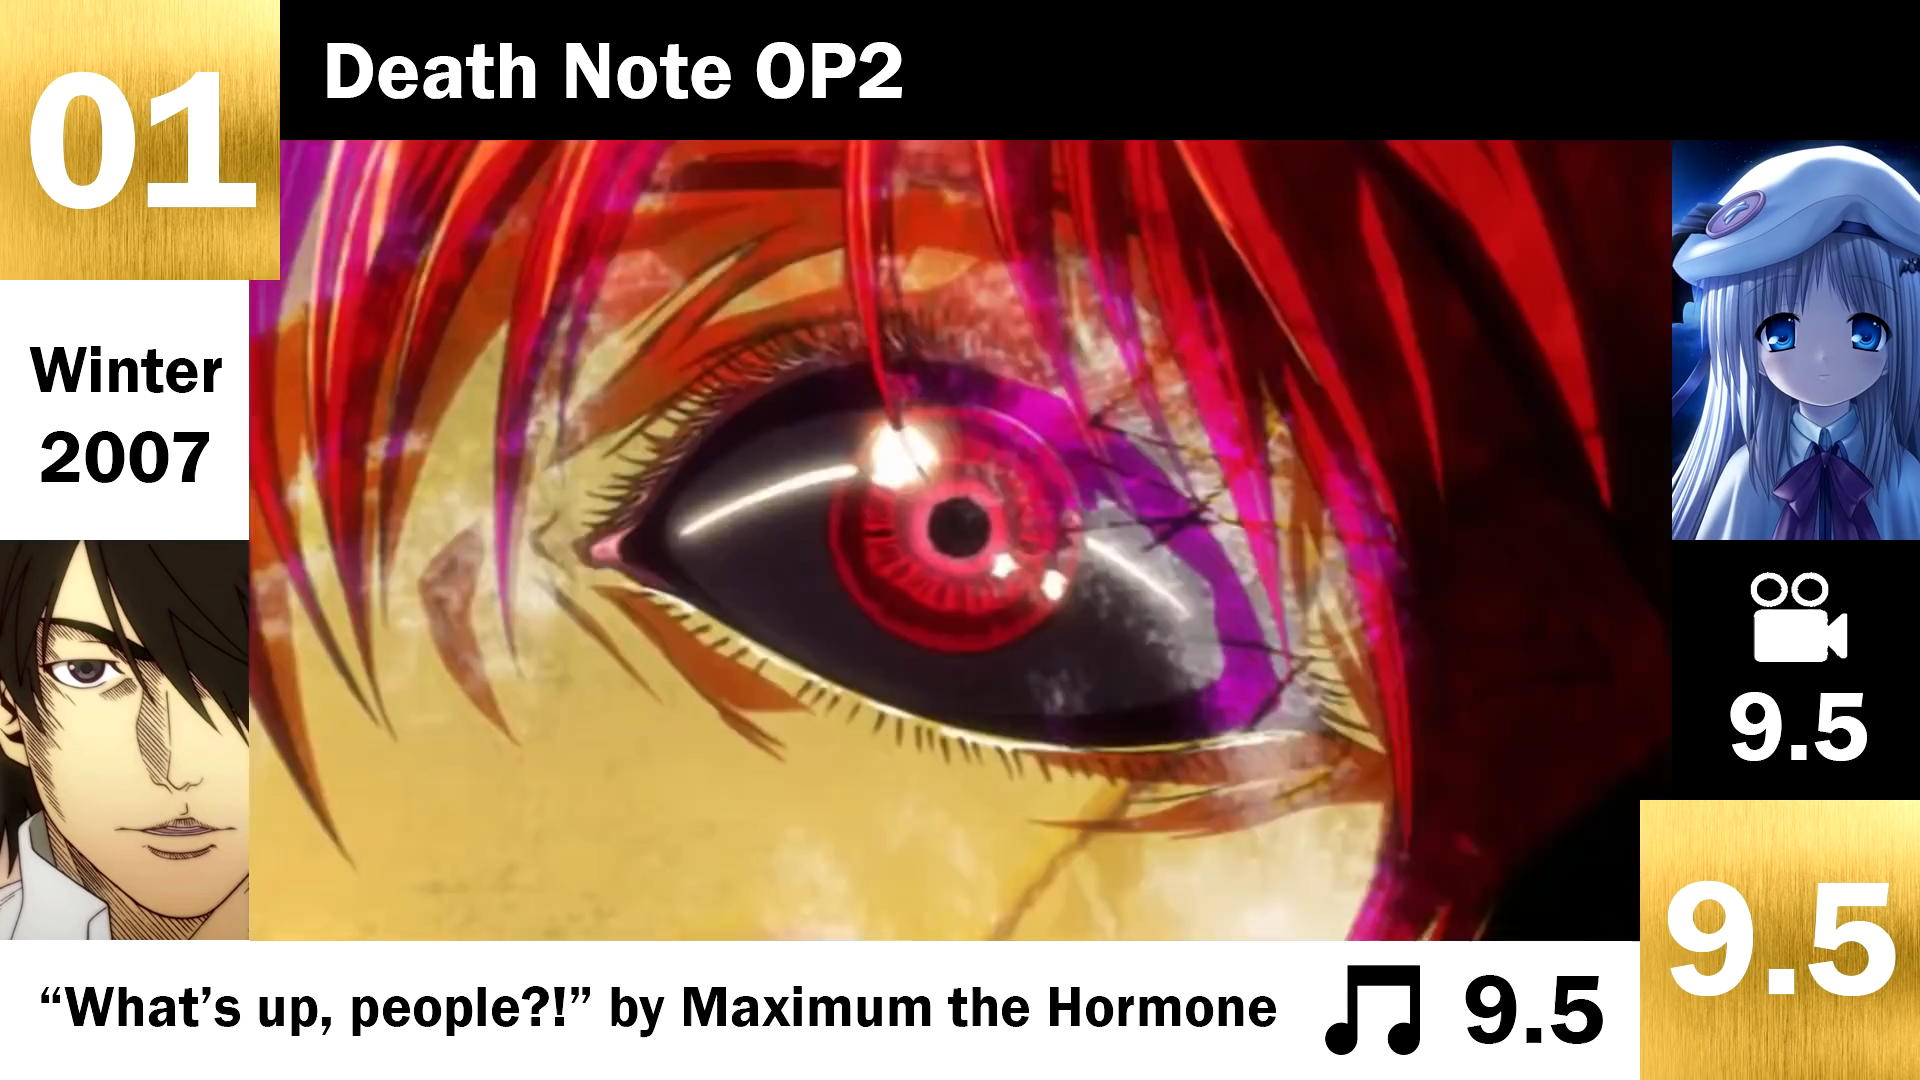 01
Death Note OP2
Winter
2007
9.5
“What’s up, people?!” by Maximum the Hormone
9.5
9.5